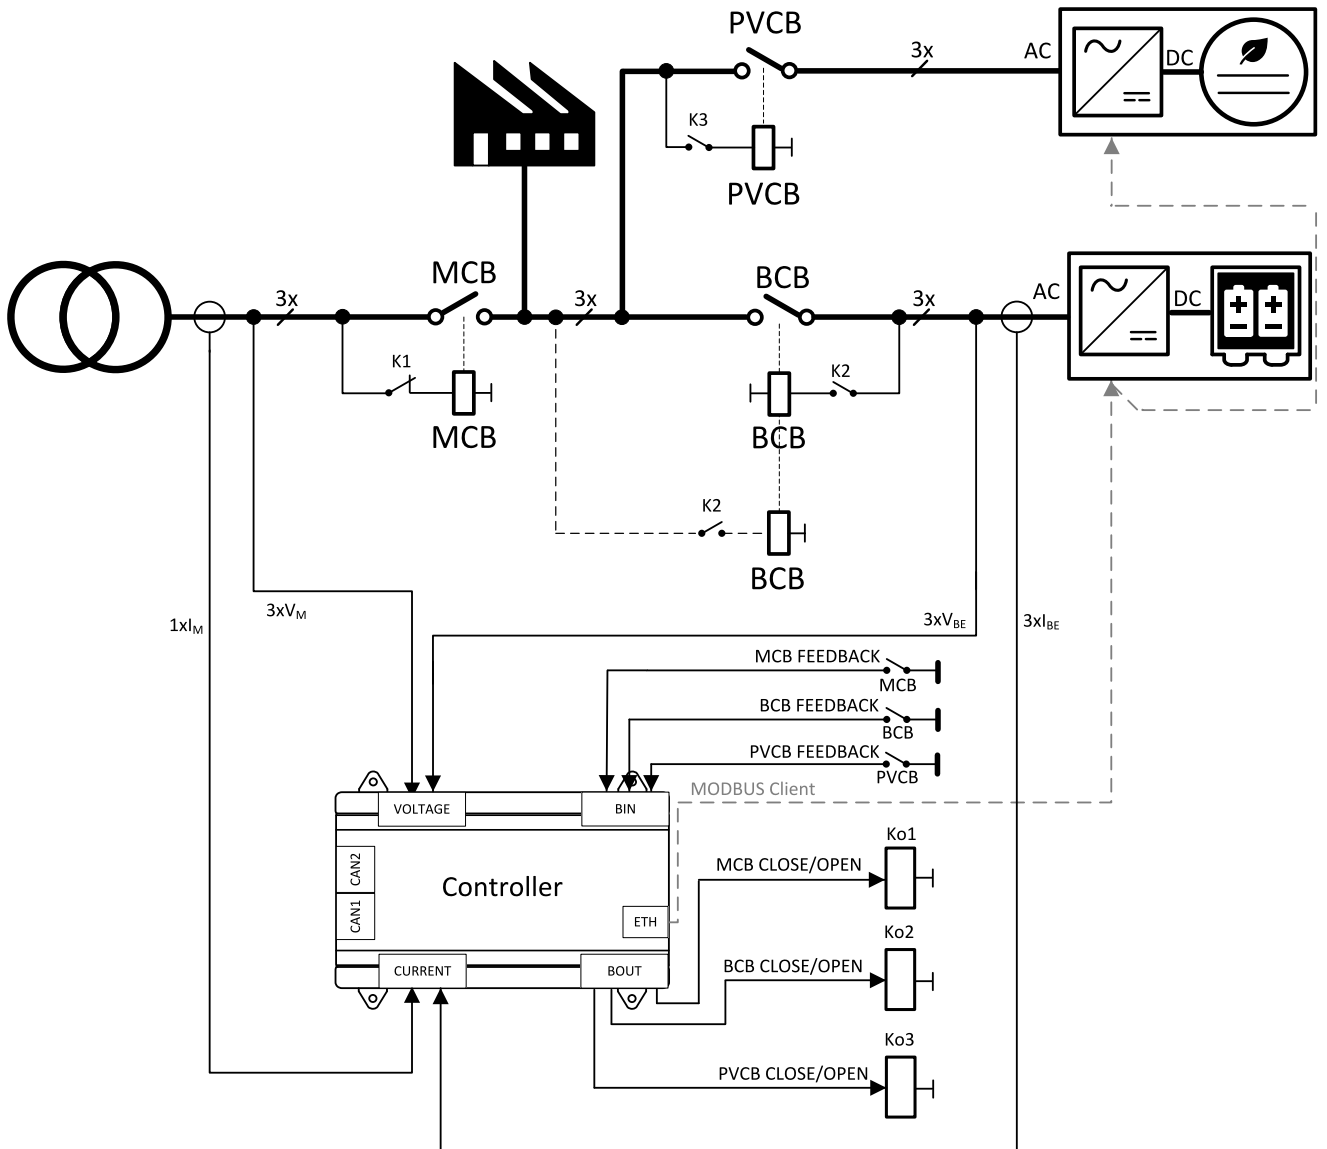 PVCB
3x
AC
DC
K3
PVCB
MCB
3x
3x
BCB
3x
AC
DC
K1
K2
MCB
BCB
K2
BCB
3xVM
1xIM
3xVBE
3xIBE
MCB FEEDBACK
MCB
BCB FEEDBACK
BCB
PVCB FEEDBACK
PVCB
MODBUS Client
VOLTAGE
BIN
Ko1
MCB CLOSE/OPEN
CAN2
Controller
CAN1
ETH
Ko2
BCB CLOSE/OPEN
CURRENT
BOUT
Ko3
PVCB CLOSE/OPEN